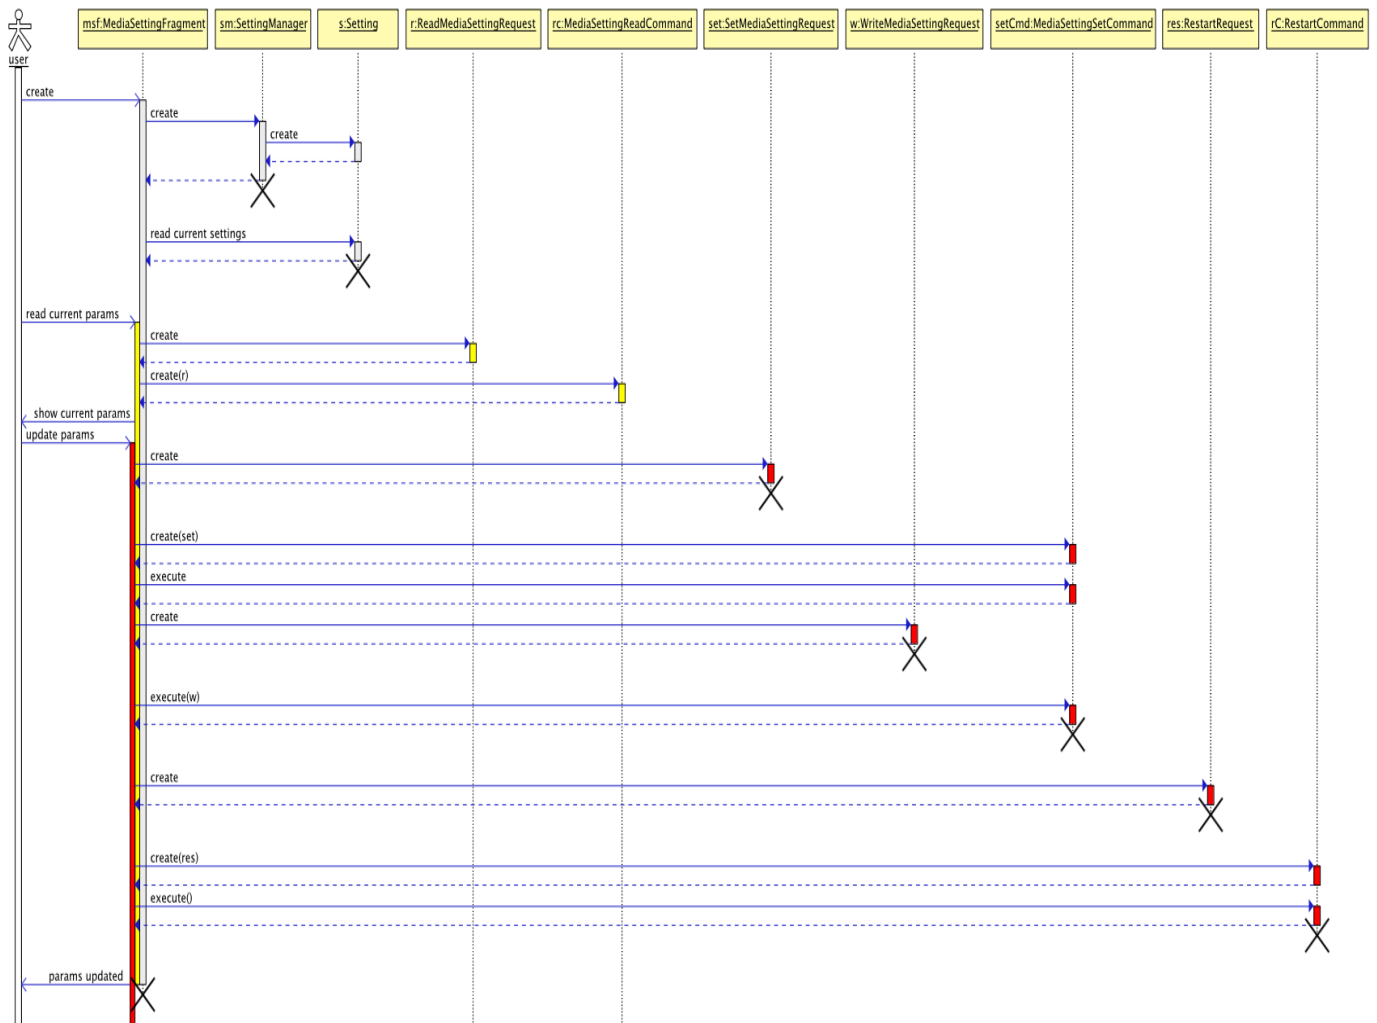 msf:MediaSettingFragment sm:SettingManager s:Setting r:ReadMediaSettingRequest rc:MediaSettingReadCommand set:SetMediaSettingRequest w:WriteMediaSettingRequest setCmd:MediaSettingSetCommand res:RestartRequest rC:RestartCommand
user
create
create
create
read current settings
read current params
create
create(r)
show current params
update params
create
create(set)
execute
create
execute(w)
create
create(res)
execute()
params updated